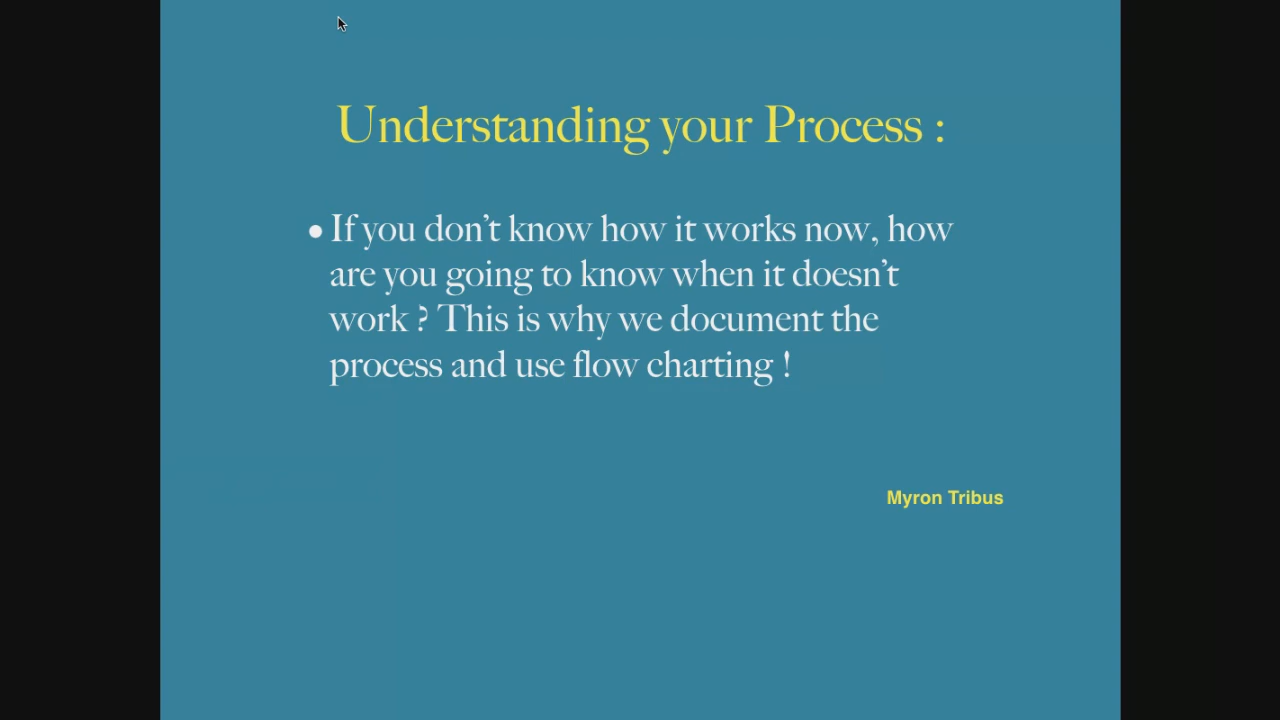 Understanding your Process :
• If you don’t know how it works now, how
are you going to know when it doesn’t
work ? This is why we document the
process and use flow charting !
Myron Tribus